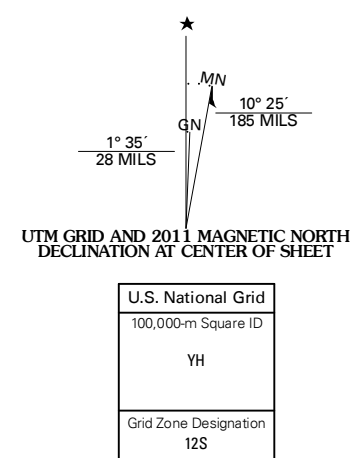 ★
MN
GN
10° 25´
185 MILS
1° 35´
28 MILS
UTM GRID AND 2011 MAGNETIC NORTH
DECLINATION AT CENTER OF SHEET
U.S. National Grid
100,000-m Square ID
YH
Grid Zone Designation
12S